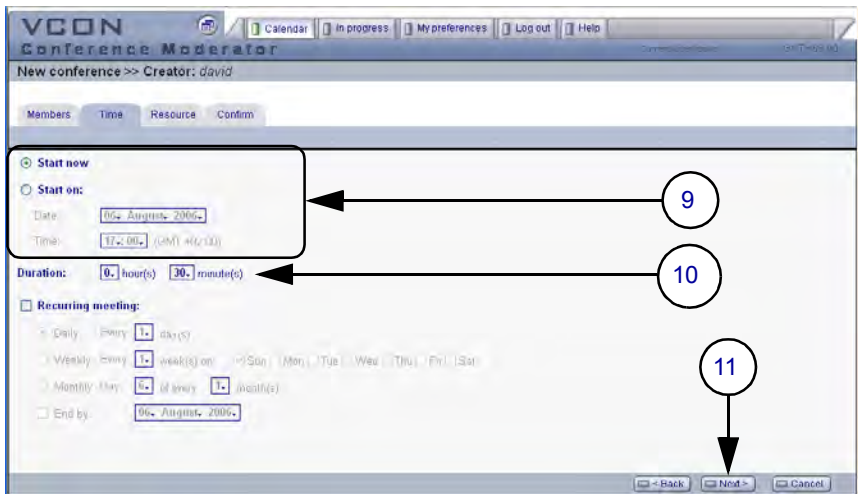 VCON
Calendar In progress My preferences Log out Help
Conference Moderator
New conference >> Creator: david
Members Time Resource Confirm
Start now
Start on:
Date: 06 August 2006
Time: 17 : 00
9
Duration: 0 hour(s) 30 minute(s)
10
Recurring meeting:
Daily Every 1 day(s)
Weekly Every 1 week(s) on Sun Mon Tue Wed Thu Fri Sat
Monthly Day 6 of every 1 month(s)
End by 06 August 2006
11
< Back Next > Cancel